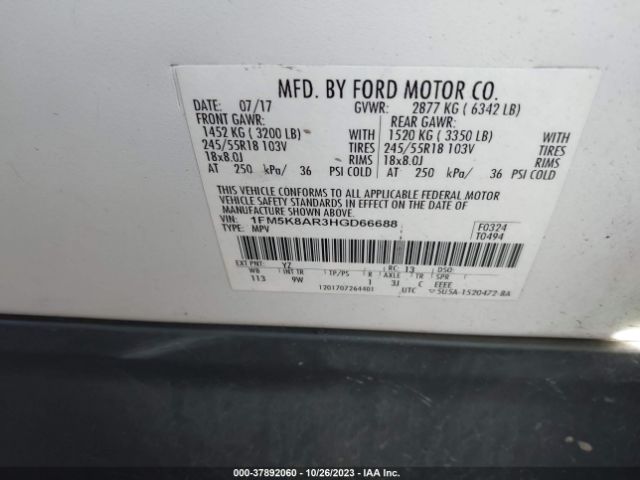 MFD. BY FORD MOTOR CO.
DATE: 07/17 GVWR: 2877 KG ( 6342 LB)
FRONT GAWR: REAR GAWR:
1452 KG ( 3200 LB) WITH 1520 KG ( 3350 LB) WITH
245/55R18 103V TIRES 245/55R18 103V TIRES
18x8.0J RIMS 18x8.0J RIMS
AT 250 kPa/ 36 PSI COLD AT 250 kPa/ 36 PSI COLD
THIS VEHICLE CONFORMS TO ALL APPLICABLE FEDERAL MOTOR
VEHICLE SAFETY STANDARDS IN EFFECT ON THE DATE OF
MANUFACTURE SHOWN ABOVE.
VIN: 1FM5K8AR3HGD66688 F0324
TYPE: MPV T0494
EXT PNT: YZ RC: 13 DSO:
WB INT TR TP/PS R AXLE TR SPR
113 9W 1 3J C EEEE
1201707264401 UTC ▽5U5A-1520472-BA
000-37892060 - 10/26/2023 - IAA Inc.